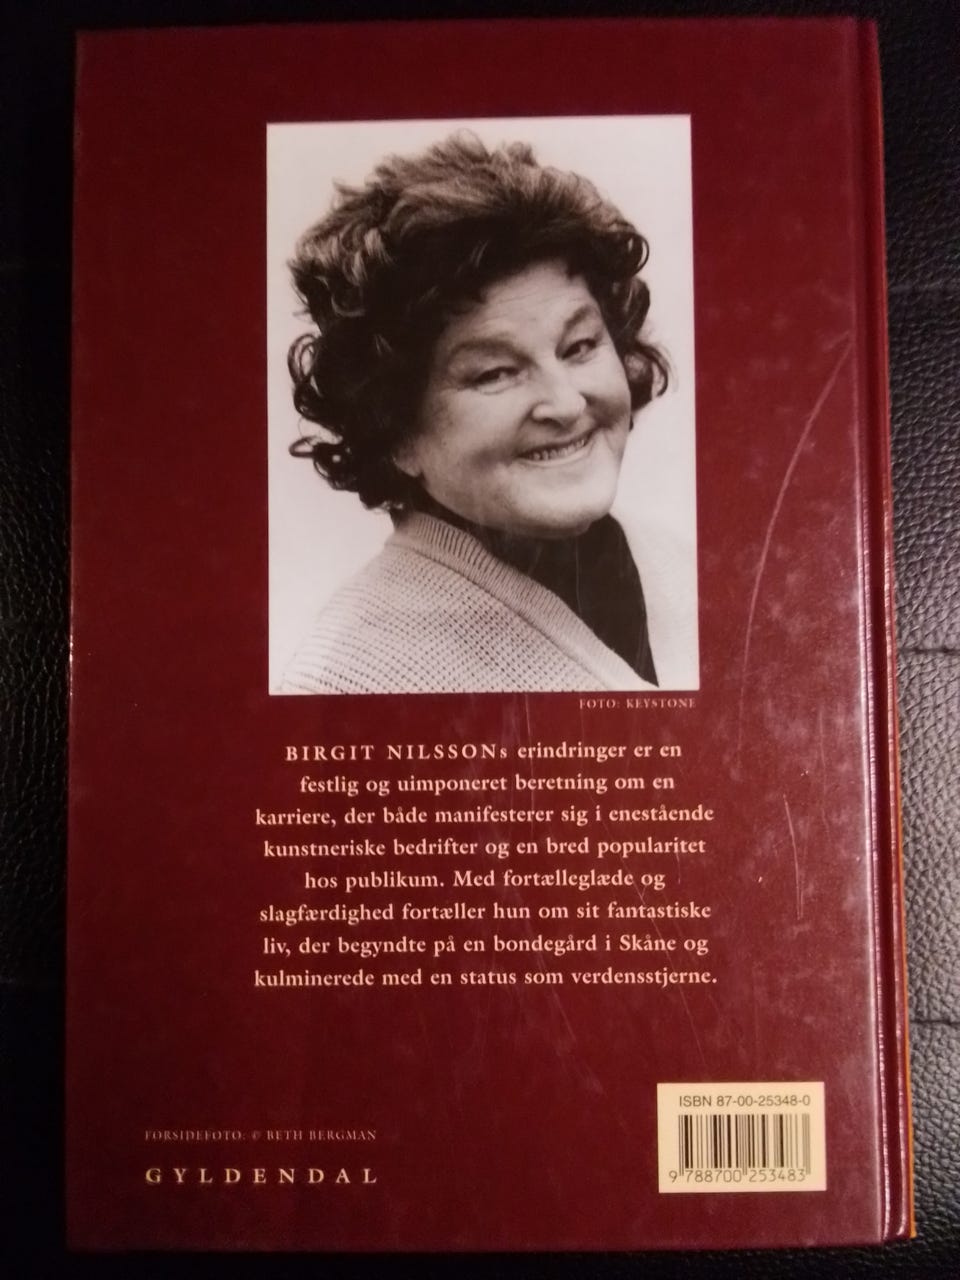 FOTO: KEYSTONE
BIRGIT NILSSONs erindringer er en
festlig og uimponeret beretning om en
karriere, der både manifesterer sig i enestående
kunstneriske bedrifter og en bred popularitet
hos publikum. Med fortælleglæde og
slagfærdighed fortæller hun om sit fantastiske
liv, der begyndte på en bondegård i Skåne og
kulminerede med en status som verdensstjerne.
ISBN 87-00-25348-0
9 788700 253483
FORSIDEFOTO: © BETH BERGMAN
GYLDENDAL